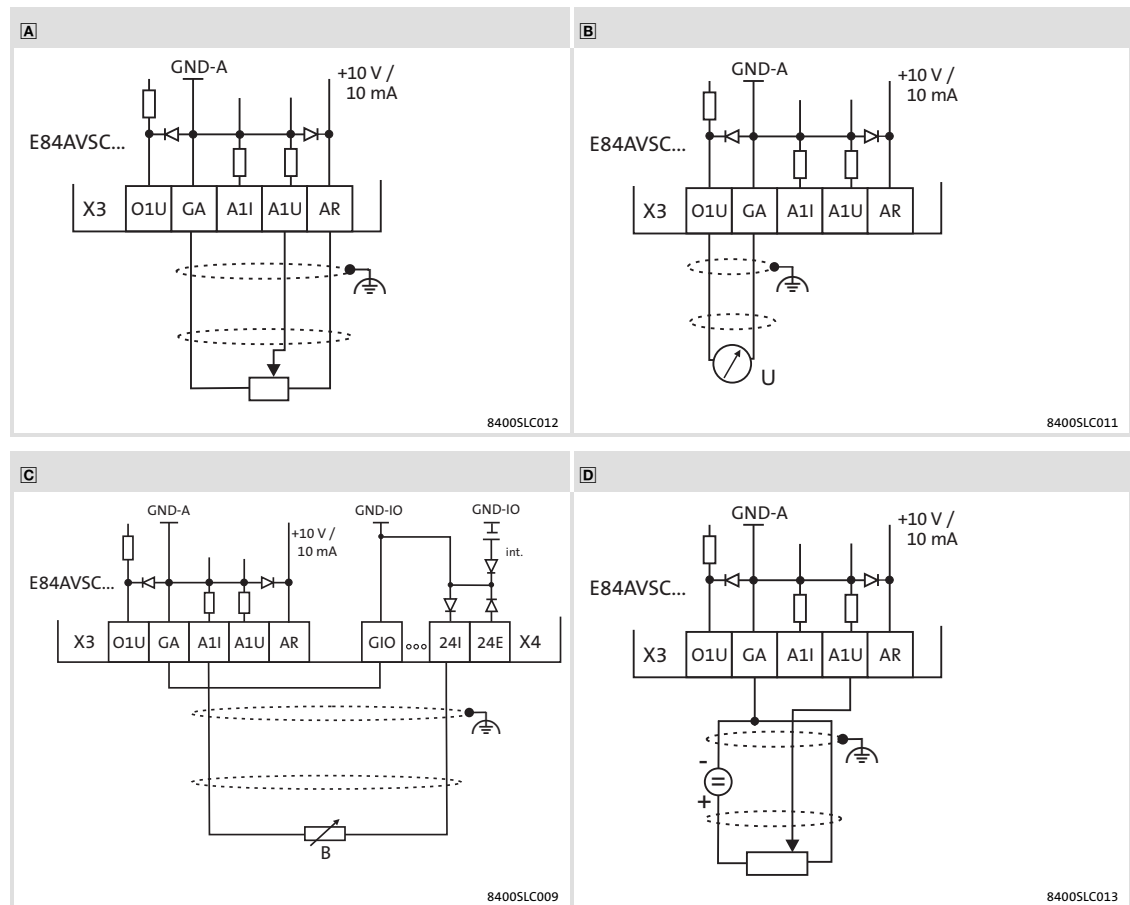 A
GND-A
+10 V /
10 mA
E84AVSC...
X3 O1U GA A1I A1U AR
8400SLC012
B
GND-A
+10 V /
10 mA
E84AVSC...
X3 O1U GA A1I A1U AR
U
8400SLC011
C
GND-A GND-IO GND-IO
+10 V /
10 mA
int.
E84AVSC...
X3 O1U GA A1I A1U AR GIO 24I 24E X4
B
8400SLC009
D
GND-A
+10 V /
10 mA
E84AVSC...
X3 O1U GA A1I A1U AR
-
=
+
8400SLC013